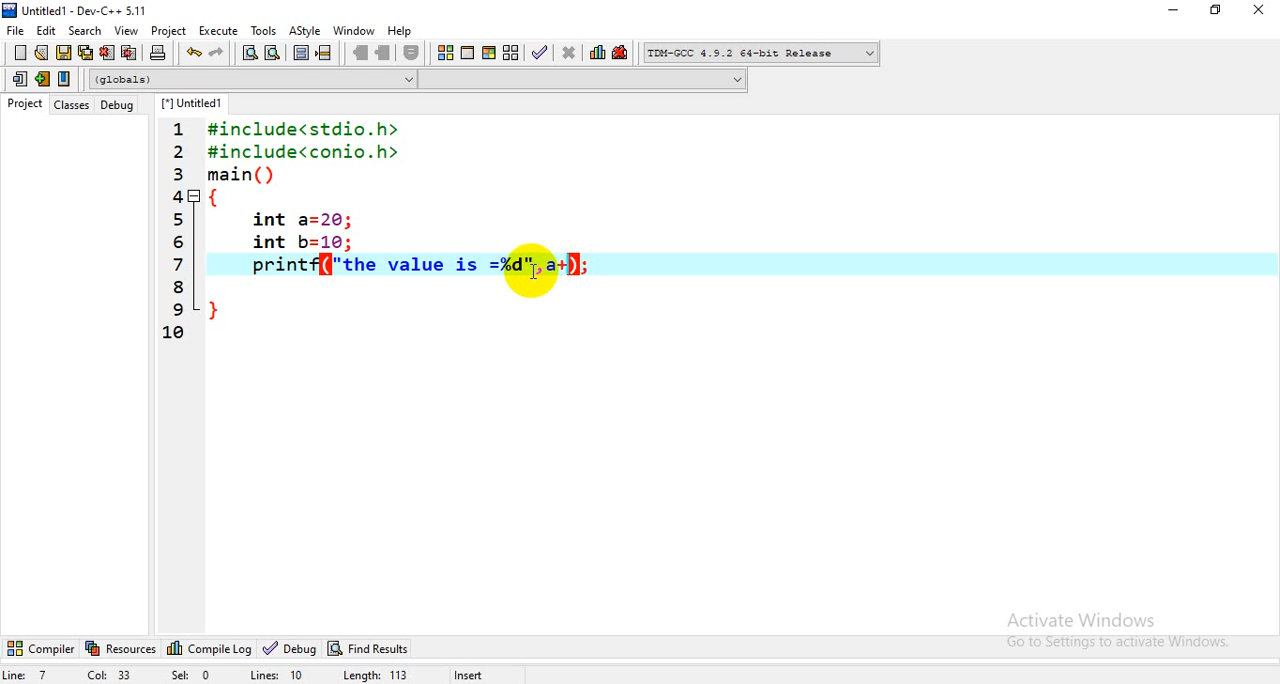 Untitled1 - Dev-C++ 5.11
File Edit Search View Project Execute Tools AStyle Window Help
TDM-GCC 4.9.2 64-bit Release
(globals)
Project Classes Debug [*] Untitled1
1 #include<stdio.h>
2 #include<conio.h>
3 main()
4 {
5 int a=20;
6 int b=10;
7 printf("the value is =%d",a+);
8
9 }
10
Activate Windows
Go to Settings to activate Windows.
Compiler Resources Compile Log Debug Find Results
Line: 7 Col: 33 Sel: 0 Lines: 10 Length: 113 Insert